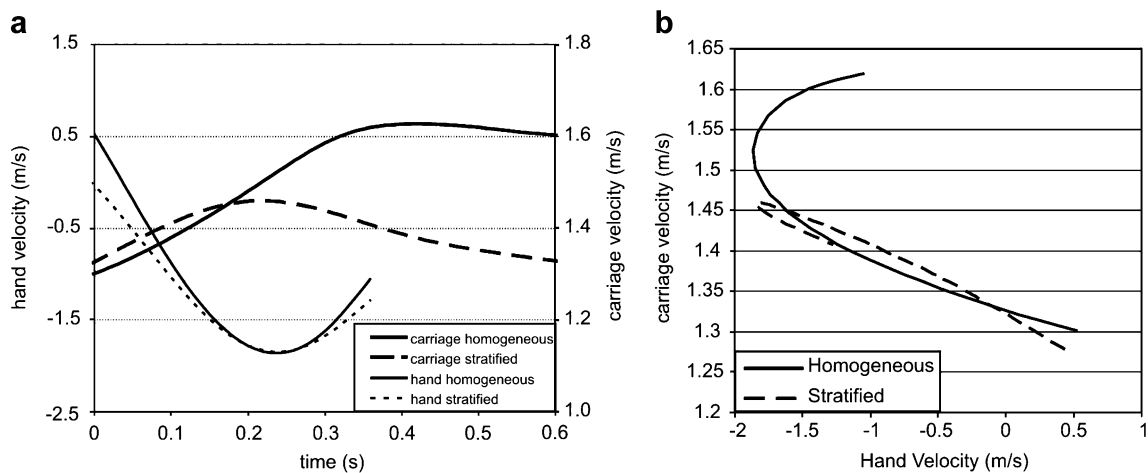 a
1.5
0.5
-0.5
-1.5
-2.5
hand velocity (m/s)
1.8
1.6
1.4
1.2
1.0
carriage velocity (m/s)
carriage homogeneous
carriage stratified
hand homogeneous
hand stratified
0 0.1 0.2 0.3 0.4 0.5 0.6
time (s)
b
1.65
1.6
1.55
1.5
1.45
1.4
1.35
1.3
1.25
1.2
carriage velocity (m/s)
Homogeneous
Stratified
-2 -1.5 -1 -0.5 0 0.5 1
Hand Velocity (m/s)